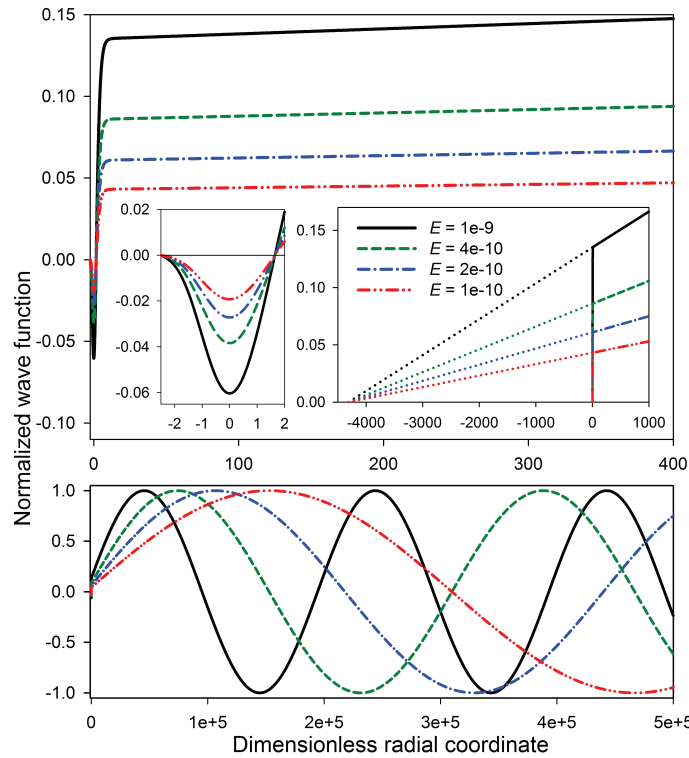 0.15
0.10
0.05
0.00
-0.05
-0.10
0.00
-0.02
-0.04
-0.06
-2 -1 0 1 2
0.15
0.10
0.05
0.00
-4000 -3000 -2000 -1000 0 1000
E = 1e-9
E = 4e-10
E = 2e-10
E = 1e-10
0 100 200 300 400
Normalized wave function
1.0
0.5
0.0
-0.5
-1.0
0 1e+5 2e+5 3e+5 4e+5 5e+5
Dimensionless radial coordinate